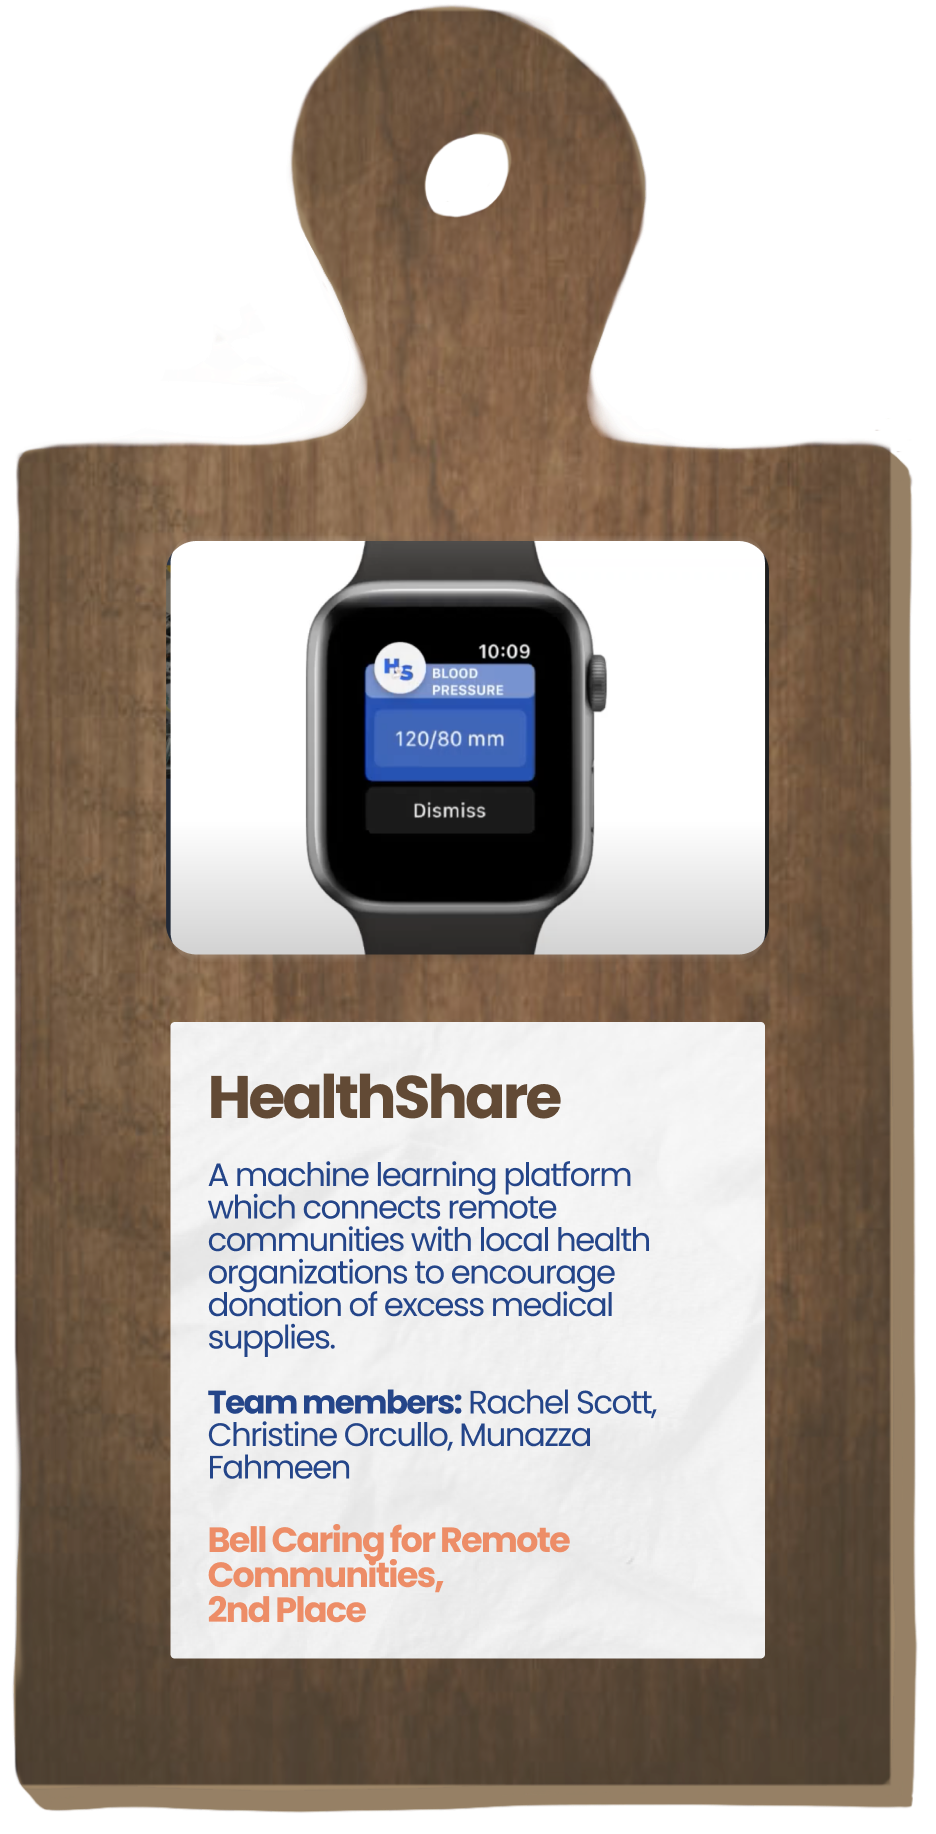 10:09
HS
BLOOD
PRESSURE
120/80 mm
Dismiss
HealthShare
A machine learning platform
which connects remote
communities with local health
organizations to encourage
donation of excess medical
supplies.
Team members: Rachel Scott,
Christine Orcullo, Munazza
Fahmeen
Bell Caring for Remote
Communities,
2nd Place